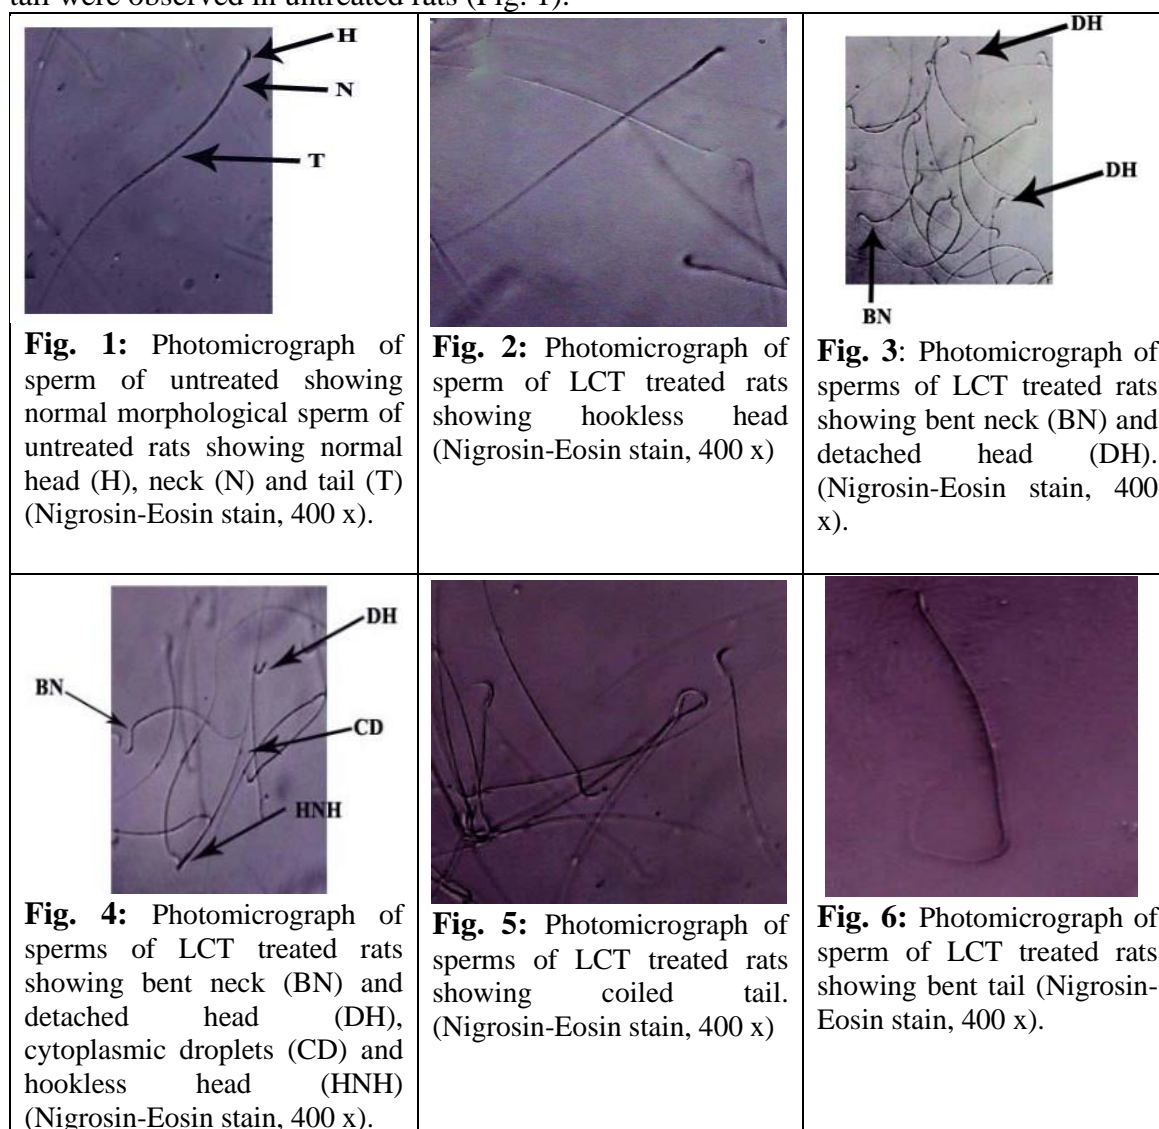 tail were observed in untreated rats (Fig. 1).
H
N
T
Fig. 1: Photomicrograph of
sperm of untreated showing
normal morphological sperm of
untreated rats showing normal
head (H), neck (N) and tail (T)
(Nigrosin-Eosin stain, 400 x).
Fig. 2: Photomicrograph of
sperm of LCT treated rats
showing hookless head
(Nigrosin-Eosin stain, 400 x)
DH
DH
BN
Fig. 3: Photomicrograph of
sperms of LCT treated rats
showing bent neck (BN) and
detached head (DH).
(Nigrosin-Eosin stain, 400
x).
DH
BN
CD
HNH
Fig. 4: Photomicrograph of
sperms of LCT treated rats
showing bent neck (BN) and
detached head (DH),
cytoplasmic droplets (CD) and
hookless head (HNH)
(Nigrosin-Eosin stain, 400 x).
Fig. 5: Photomicrograph of
sperms of LCT treated rats
showing coiled tail.
(Nigrosin-Eosin stain, 400 x)
Fig. 6: Photomicrograph of
sperm of LCT treated rats
showing bent tail (Nigrosin-
Eosin stain, 400 x).